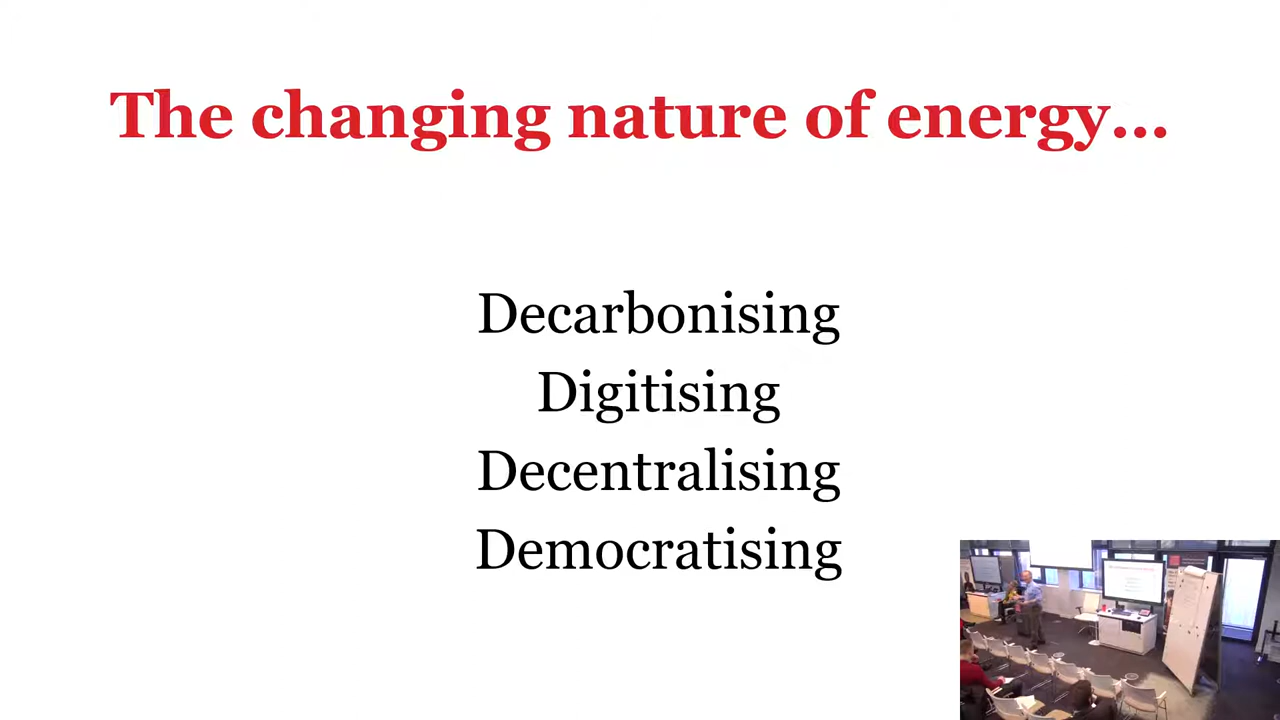 The changing nature of energy...
Decarbonising
Digitising
Decentralising
Democratising